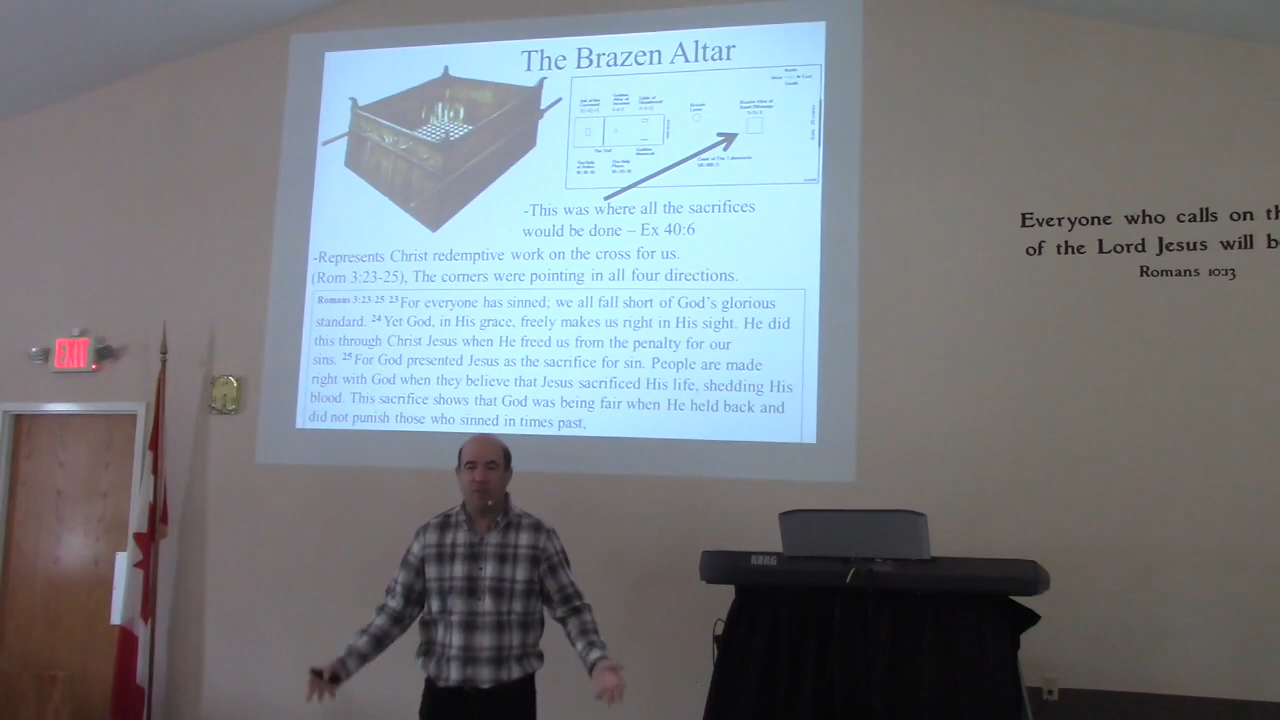 The Brazen Altar
-This was where all the sacrifices
would be done – Ex 40:6
-Represents Christ redemptive work on the cross for us.
(Rom 3:23-25), The corners were pointing in all four directions.
Romans 3:23-25 23 For everyone has sinned; we all fall short of God's glorious
standard. 24 Yet God, in His grace, freely makes us right in His sight. He did
this through Christ Jesus when He freed us from the penalty for our
sins. 25 For God presented Jesus as the sacrifice for sin. People are made
right with God when they believe that Jesus sacrificed His life, shedding His
blood. This sacrifice shows that God was being fair when He held back and
did not punish those who sinned in times past,
Everyone who calls on th
of the Lord Jesus will b
Romans 10:13
EXIT
KORG